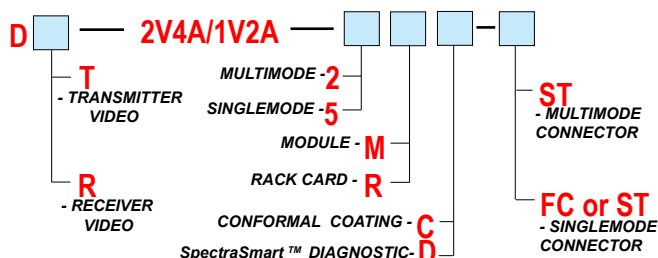 D — 2V4A/1V2A — -
T
- TRANSMITTER
VIDEO
R
- RECEIVER
VIDEO
MULTIMODE - 2
SINGLEMODE - 5
MODULE - M
RACK CARD - R
CONFORMAL COATING - C
SpectraSmart ™ DIAGNOSTIC- D
ST
- MULTIMODE
CONNECTOR
FC or ST
- SINGLEMODE
CONNECTOR